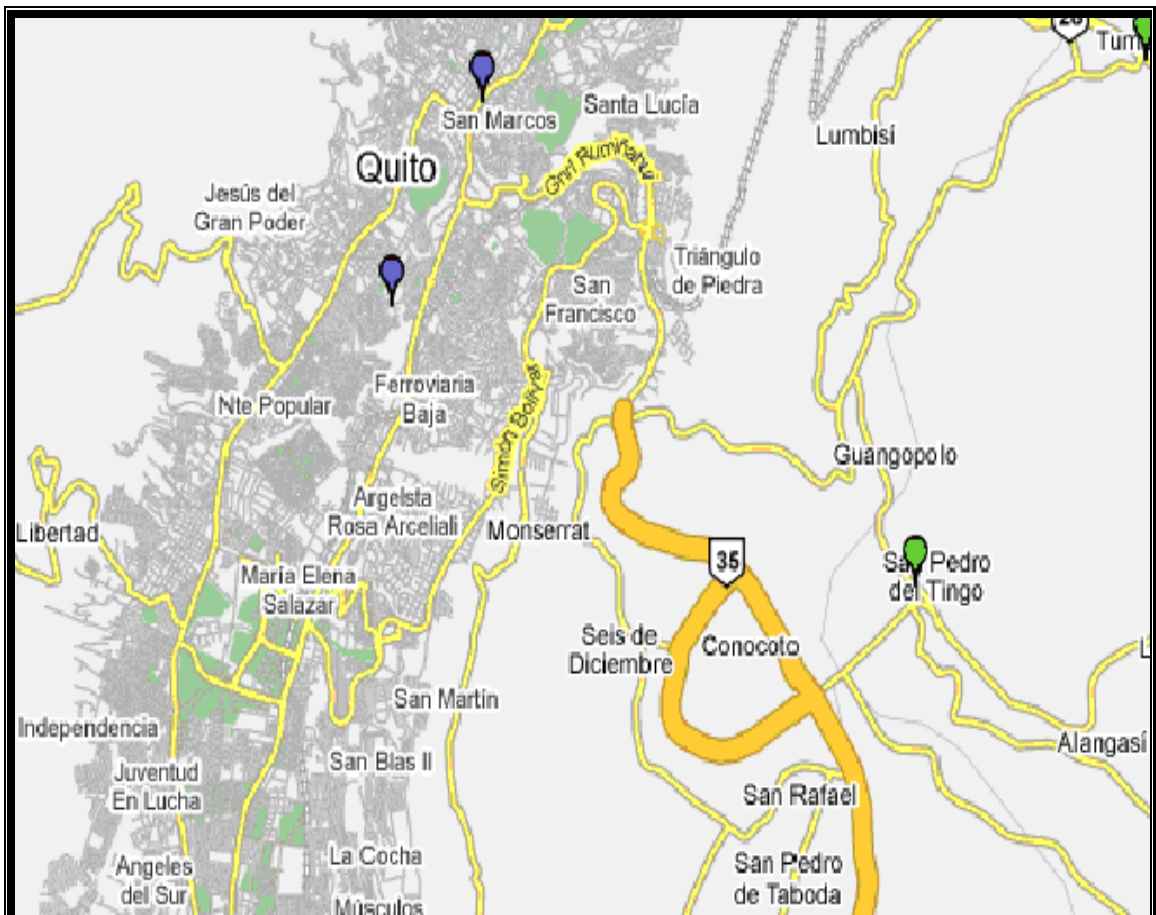 28
Tum
Santa Lucía
San Marcos
Lumbisí
Quito
Gnrl Rumiñahui
Jesús del
Gran Poder
Triángulo
de Piedra
San
Francisco
Ferroviaria
Baja
Nte Popular
Simón Bolívar
Guangopolo
Argelsta
Rosa Arceliali
Libertad
Monserrat
35
San Pedro
del Tingo
María Elena
Salazar
Seis de
Diciembre
Conocoto
L
San Martín
Independencia
Alangasí
San Blas II
Juventud
En Lucha
San Rafael
La Cocha
San Pedro
de Taboda
Angeles
del Sur
Músculos